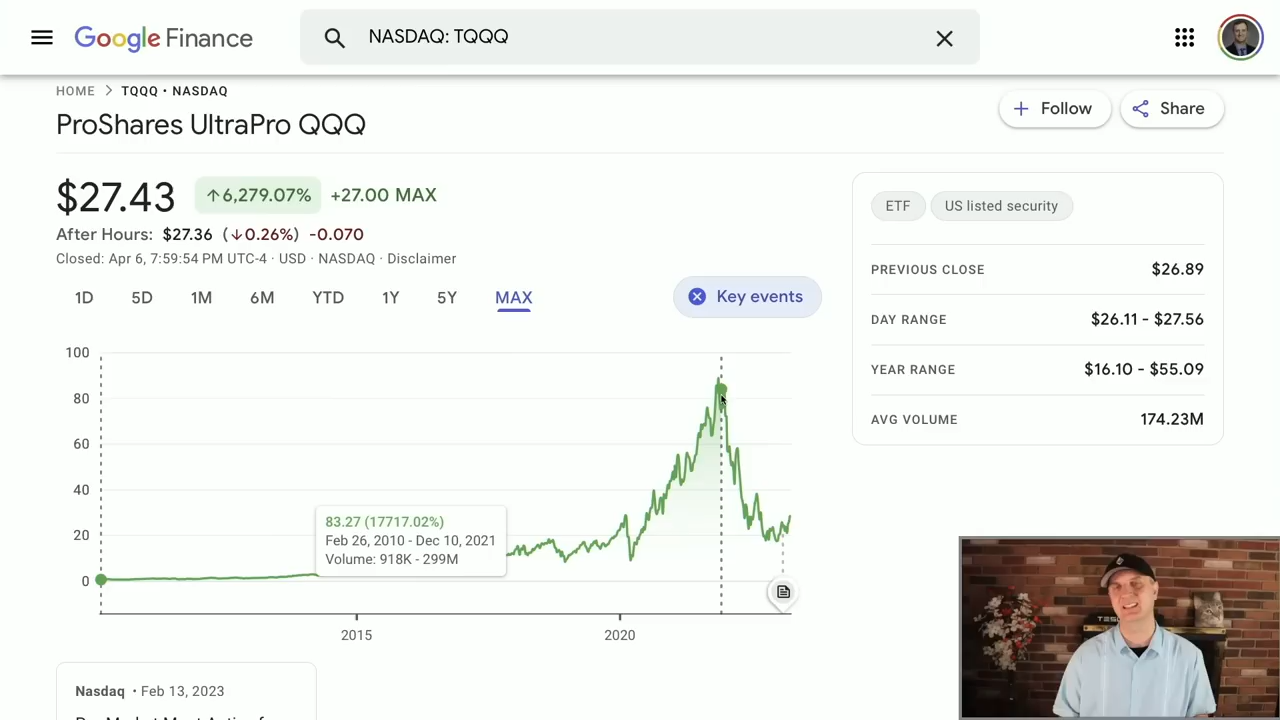 Google Finance
NASDAQ: TQQQ
HOME > TQQQ • NASDAQ
ProShares UltraPro QQQ
Follow
Share
$27.43 ↑6,279.07% +27.00 MAX
After Hours: $27.36 (↓0.26%) -0.070
Closed: Apr 6, 7:59:54 PM UTC-4 · USD · NASDAQ · Disclaimer
1D 5D 1M 6M YTD 1Y 5Y MAX
Key events
100
80
60
40
20
0
83.27 (17717.02%)
Feb 26, 2010 - Dec 10, 2021
Volume: 918K - 299M
2015 2020
ETF US listed security
PREVIOUS CLOSE $26.89
DAY RANGE $26.11 - $27.56
YEAR RANGE $16.10 - $55.09
AVG VOLUME 174.23M
Nasdaq • Feb 13, 2023